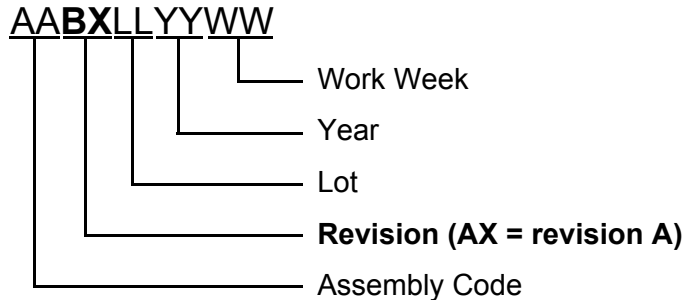 AABXLLYYWW
Work Week
Year
Lot
Revision (AX = revision A)
Assembly Code